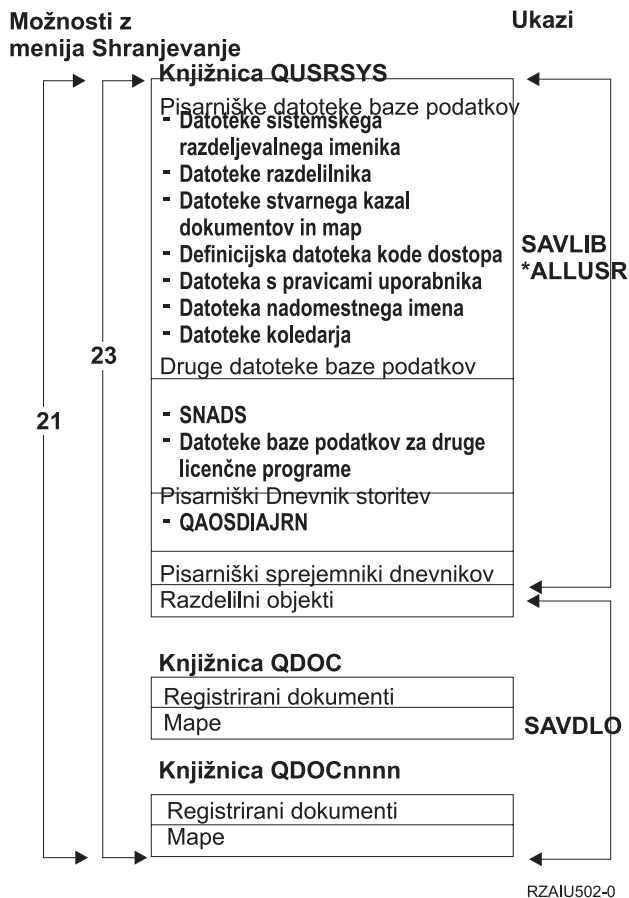 Možnosti z
menija Shranjevanje
Ukazi
Knjižnica QUSRSYS
Pisarniške datoteke baze podatkov
- Datoteke sistemskega
razdeljevalnega imenika
- Datoteke razdelilnika
- Datoteke stvarnega kazal
dokumentov in map
- Definicijska datoteka kode dostopa
- Datoteka s pravicami uporabnika
- Datoteka nadomestnega imena
- Datoteke koledarja
Druge datoteke baze podatkov
- SNADS
- Datoteke baze podatkov za druge
licenčne programe
Pisarniški Dnevnik storitev
- QAOSDIAJRN
Pisarniški sprejemniki dnevnikov
Razdelilni objekti
SAVLIB
*ALLUSR
23
21
Knjižnica QDOC
Registrirani dokumenti
Mape
SAVDLO
Knjižnica QDOCnnnn
Registrirani dokumenti
Mape
RZAIU502-0